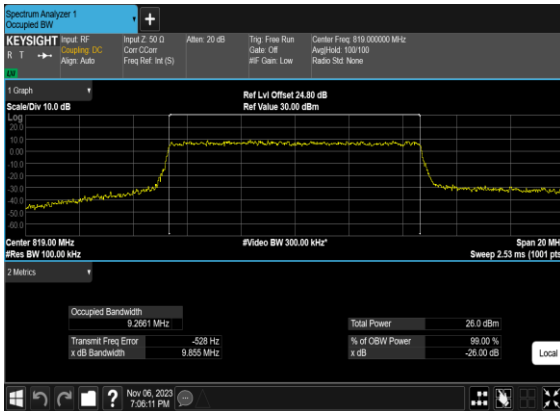 Spectrum Analyzer 1
Occupied BW
+
KEYSIGHT
R T
LXI
Input: RF
Coupling: DC
Align: Auto
Input Z: 50 Ω
Corr CCorr
Freq Ref: Int (S)
Atten: 20 dB
Trig: Free Run
Gate: Off
#IF Gain: Low
Center Freq: 819.000000 MHz
Avg|Hold: 100/100
Radio Std: None
1 Graph
Scale/Div 10.0 dB
Ref Lvl Offset 24.80 dB
Ref Value 30.00 dBm
Log
20.0
10.0
0.00
-10.0
-20.0
-30.0
-40.0
-50.0
-60.0
Center 819.00 MHz
#Res BW 100.00 kHz
#Video BW 300.00 kHz*
Span 20 MH
Sweep 2.53 ms (1001 pts
2 Metrics
Occupied Bandwidth
9.2661 MHz
Transmit Freq Error -528 Hz
x dB Bandwidth 9.855 MHz
Total Power 26.0 dBm
% of OBW Power 99.00 %
x dB -26.00 dB
Local
?
Nov 06, 2023
7:06:11 PM